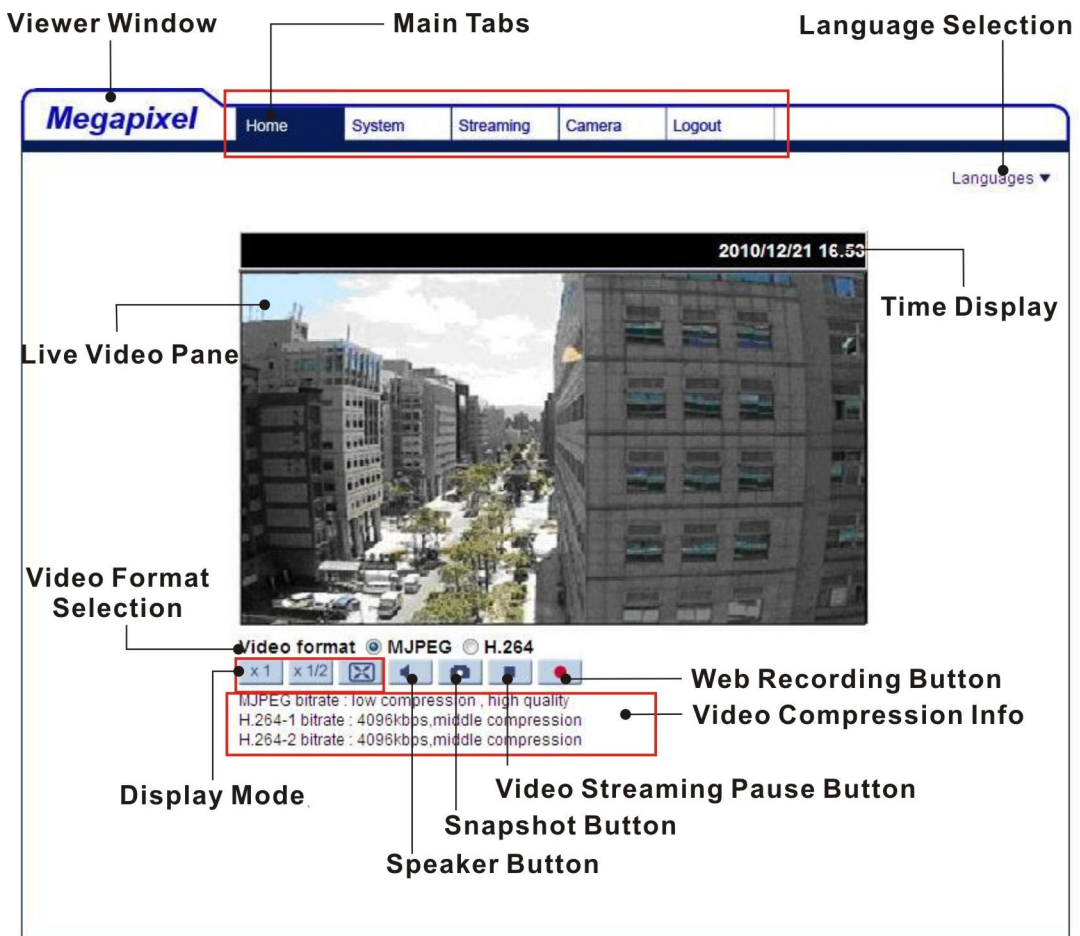 Viewer Window
Main Tabs
Language Selection
Megapixel
Home
System
Streaming
Camera
Logout
Languages
2010/12/21 16:53
Time Display
Live Video Pane
Video Format
Selection
Video format MJPEG H.264
x 1
x 1/2
MJPEG bitrate : low compression , high quality
H.264-1 bitrate : 4096kbps,middle compression
H.264-2 bitrate : 4096kbps,middle compression
Web Recording Button
Video Compression Info
Display Mode
Video Streaming Pause Button
Snapshot Button
Speaker Button